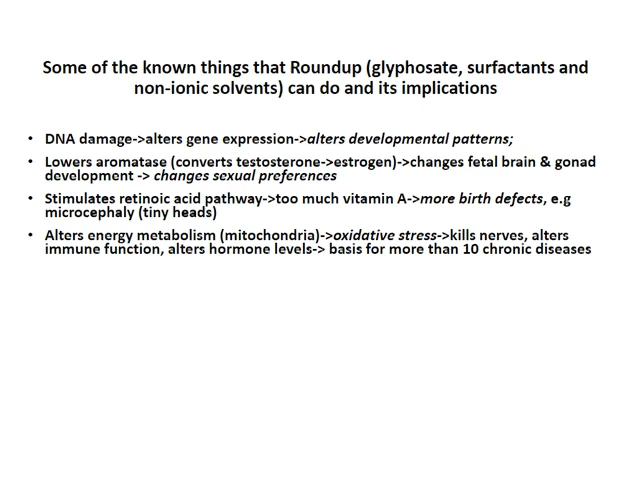 Some of the known things that Roundup (glyphosate, surfactants and
non-ionic solvents) can do and its implications
• DNA damage->alters gene expression->alters developmental patterns;
• Lowers aromatase (converts testosterone->estrogen)->changes fetal brain & gonad
development -> changes sexual preferences
• Stimulates retinoic acid pathway->too much vitamin A->more birth defects, e.g
microcephaly (tiny heads)
• Alters energy metabolism (mitochondria)->oxidative stress->kills nerves, alters
immune function, alters hormone levels-> basis for more than 10 chronic diseases